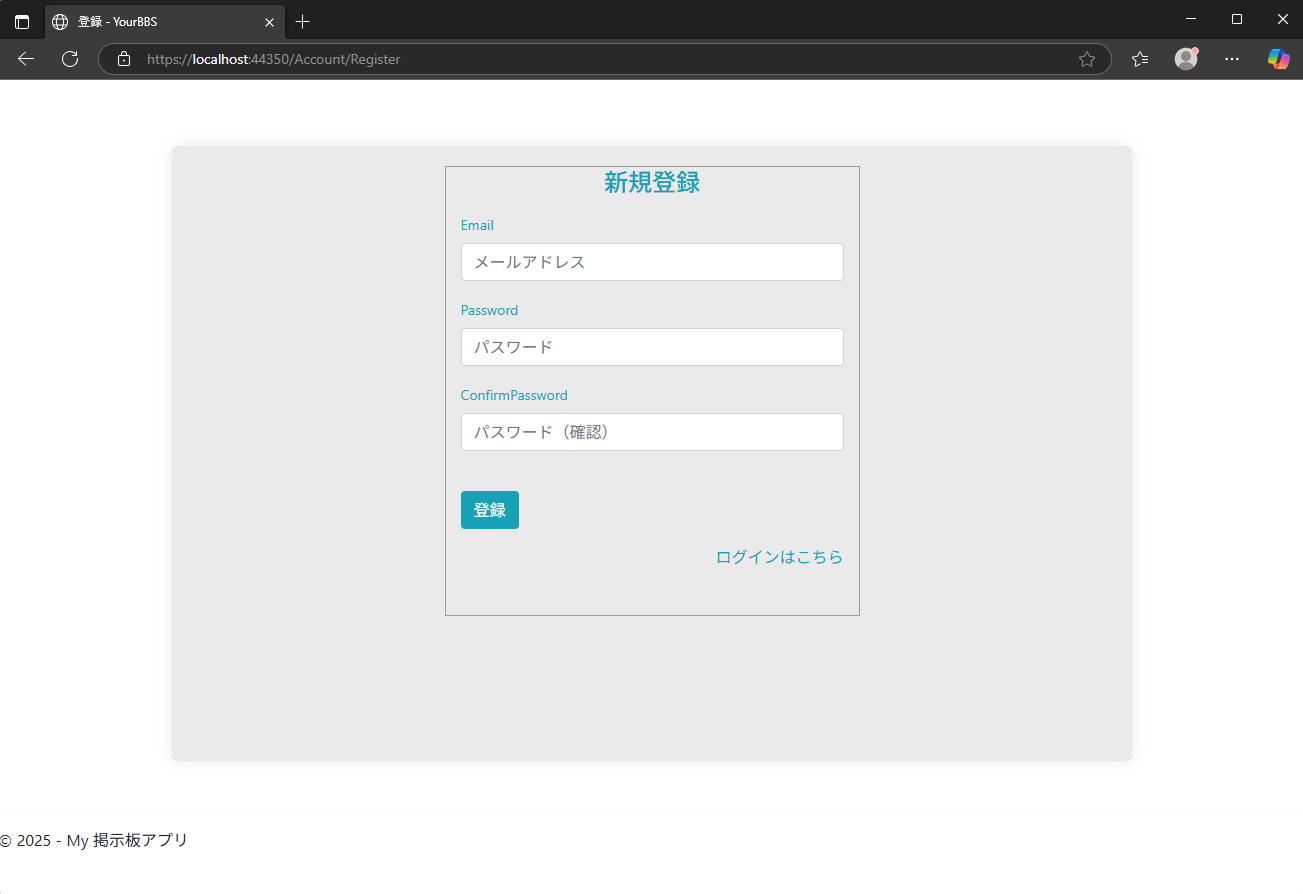 登録 - YourBBS
https://localhost:44350/Account/Register
新規登録
Email
メールアドレス
Password
パスワード
ConfirmPassword
パスワード（確認）
登録
ログインはこちら
© 2025 - My 掲示板アプリ